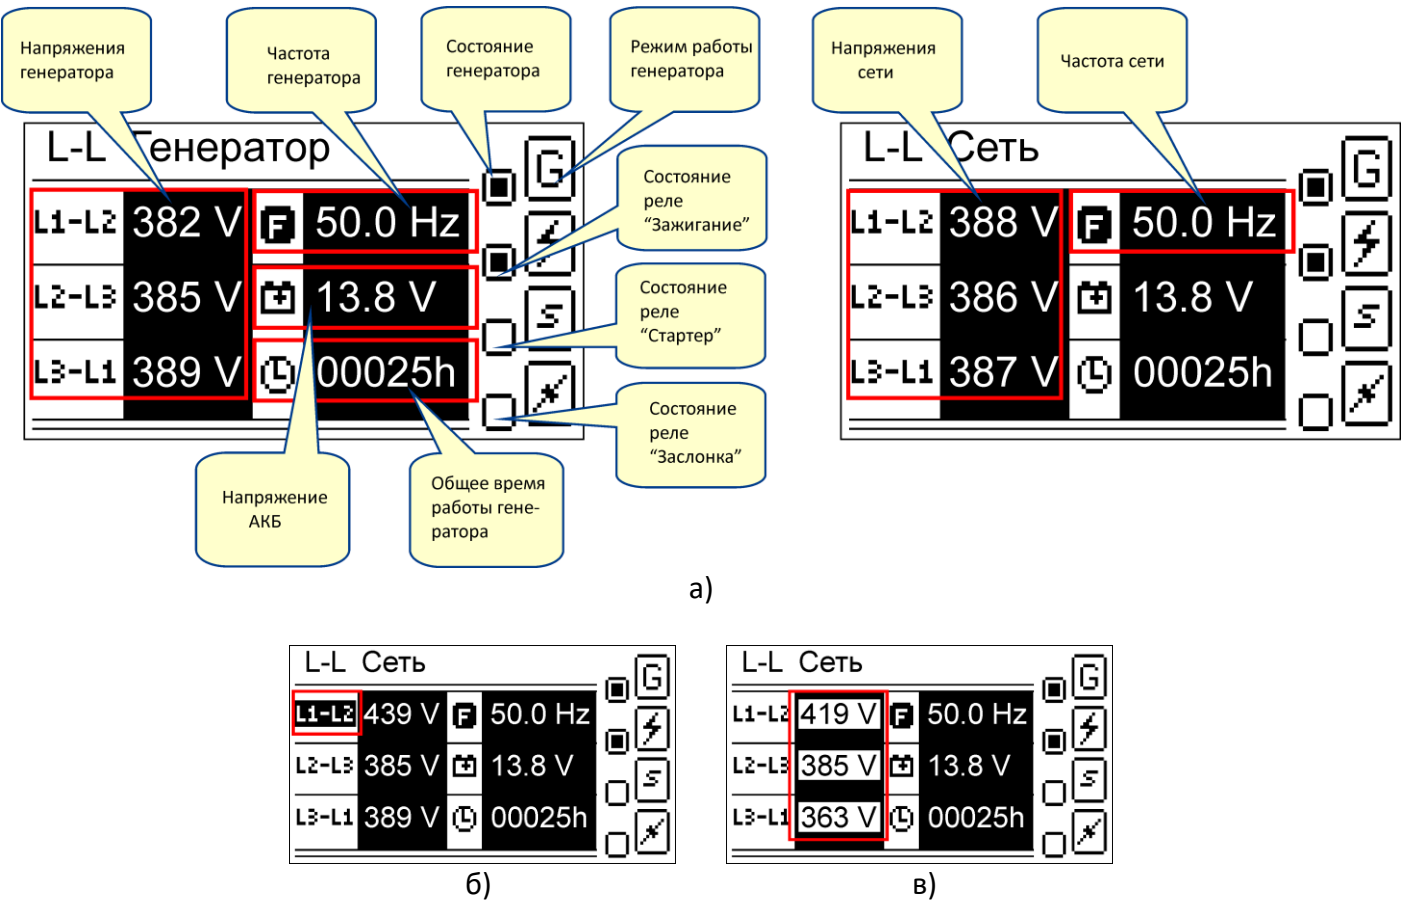 Напряжения
генератора
Частота
генератора
Состояние
генератора
Режим работы
генератора
Напряжения
сети
Частота сети
L-L Генератор
G
L1-L2 382 V F 50.0 Hz
L2-L3 385 V 13.8 V
S
L3-L1 389 V 00025h
Состояние
реле
“Зажигание”
Состояние
реле
“Стартер”
Состояние
реле
“Заслонка”
Напряжение
АКБ
Общее время
работы гене-
ратора
L-L Сеть
G
L1-L2 388 V F 50.0 Hz
L2-L3 386 V 13.8 V
S
L3-L1 387 V 00025h
а)
L-L Сеть
G
L1-L2 439 V F 50.0 Hz
L2-L3 385 V 13.8 V
S
L3-L1 389 V 00025h
б)
L-L Сеть
G
L1-L2 419 V F 50.0 Hz
L2-L3 385 V 13.8 V
S
L3-L1 363 V 00025h
в)